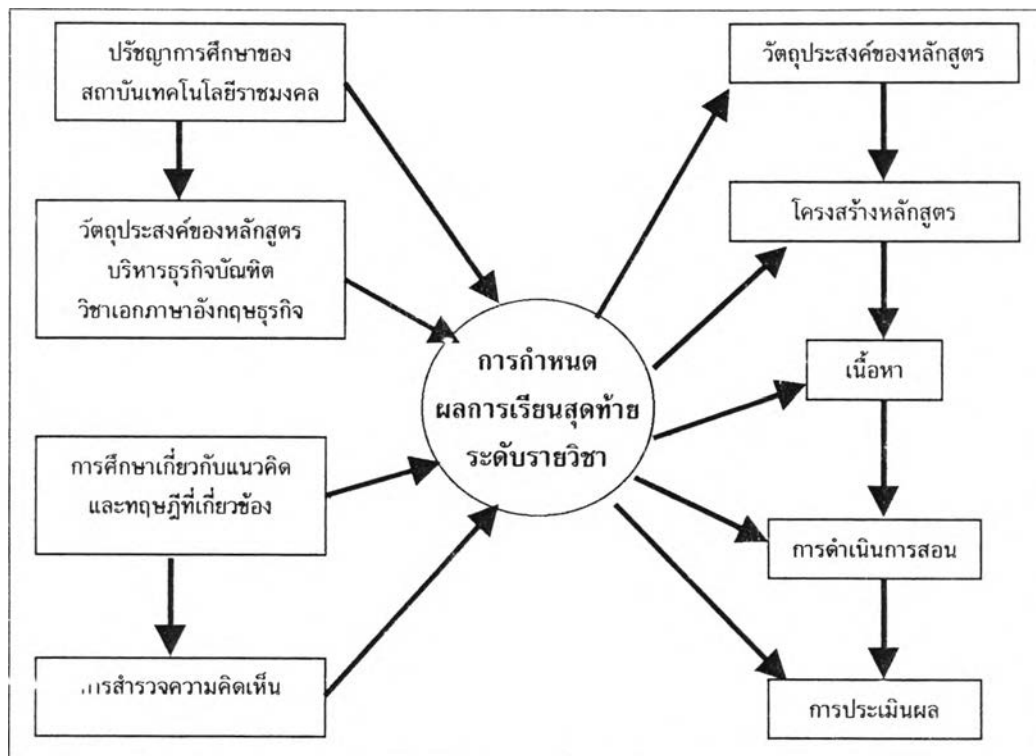 ปรัชญาการศึกษาของ
สถาบันเทคโนโลยีราชมงคล
วัตถุประสงค์ของหลักสูตร
บริหารธุรกิจบัณฑิต
วิชาเอกภาษาอังกฤษธุรกิจ
การศึกษาเกี่ยวกับแนวคิด
และทฤษฎีที่เกี่ยวข้อง
การสำรวจความคิดเห็น
การกำหนด
ผลการเรียนสุดท้าย
ระดับรายวิชา
วัตถุประสงค์ของหลักสูตร
โครงสร้างหลักสูตร
เนื้อหา
การดำเนินการสอน
การประเมินผล